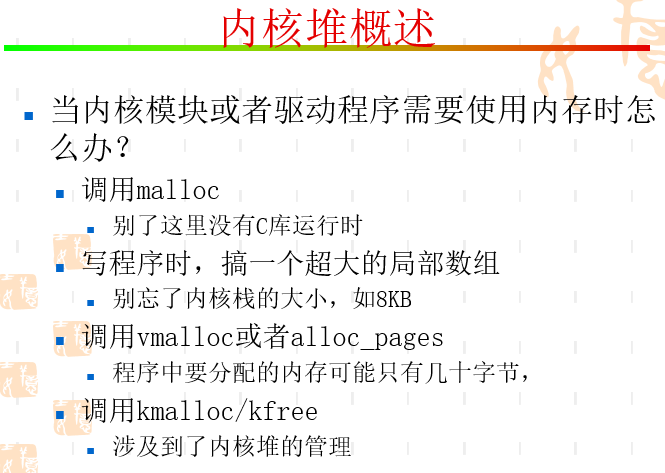 内核堆概述
当内核模块或者驱动程序需要使用内存时怎
么办？
调用malloc
别了这里没有C库运行时
写程序时，搞一个超大的局部数组
别忘了内核栈的大小，如8KB
调用vmalloc或者alloc_pages
程序中要分配的内存可能只有几十字节，
调用kmalloc/kfree
涉及到了内核堆的管理